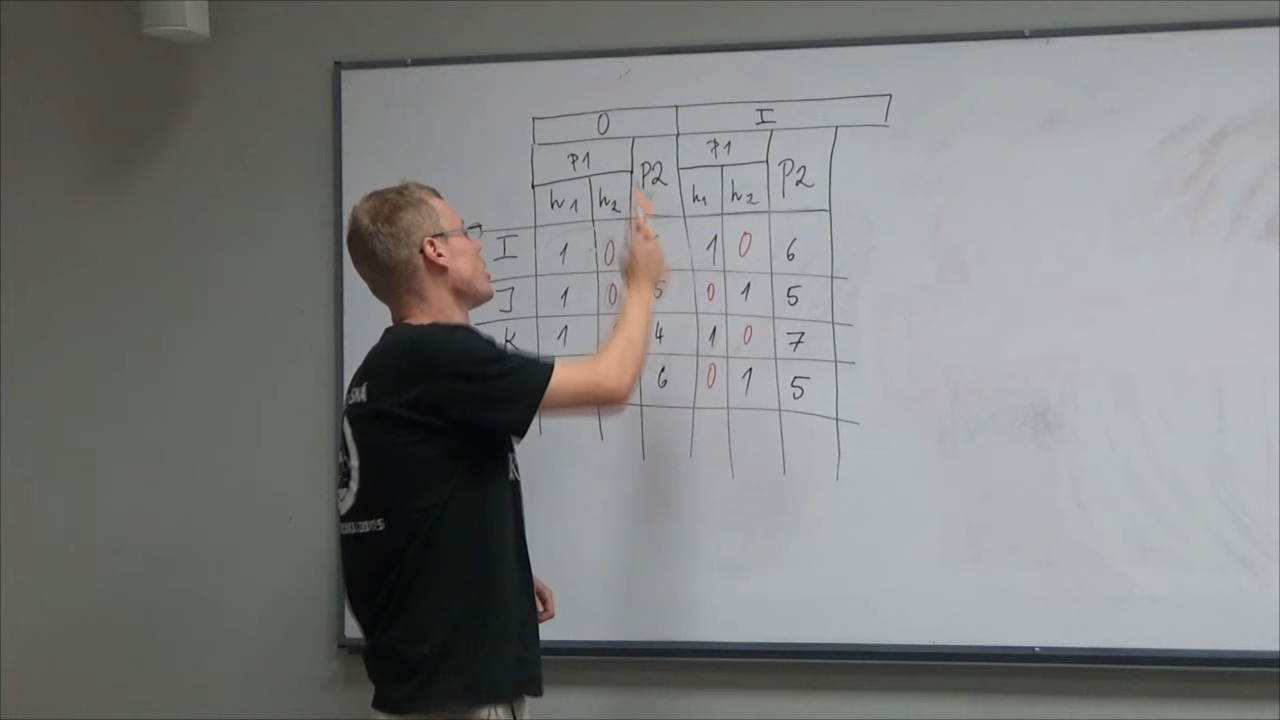 O I
P1 P2 P1 P2
h1 h2 h1 h2
I 1 0 1 0 6
J 1 0 5 0 1 5
K 1 4 1 0 7
6 0 1 5